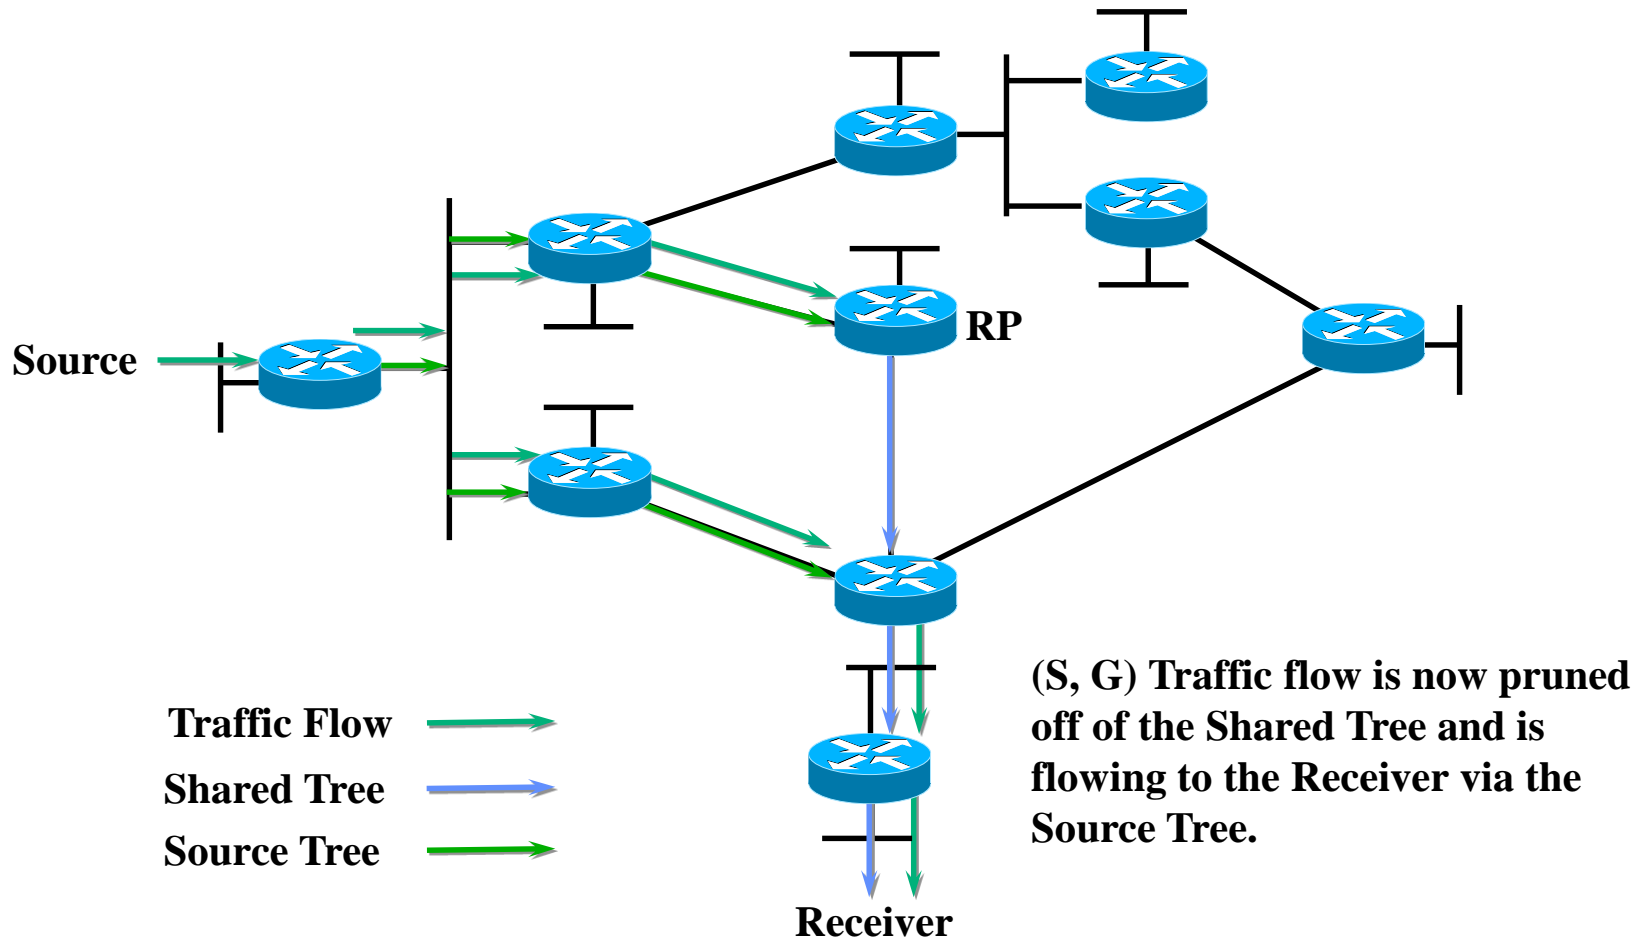 RP
Source
Traffic Flow
Shared Tree
Source Tree
(S, G) Traffic flow is now pruned
off of the Shared Tree and is
flowing to the Receiver via the
Source Tree.
Receiver